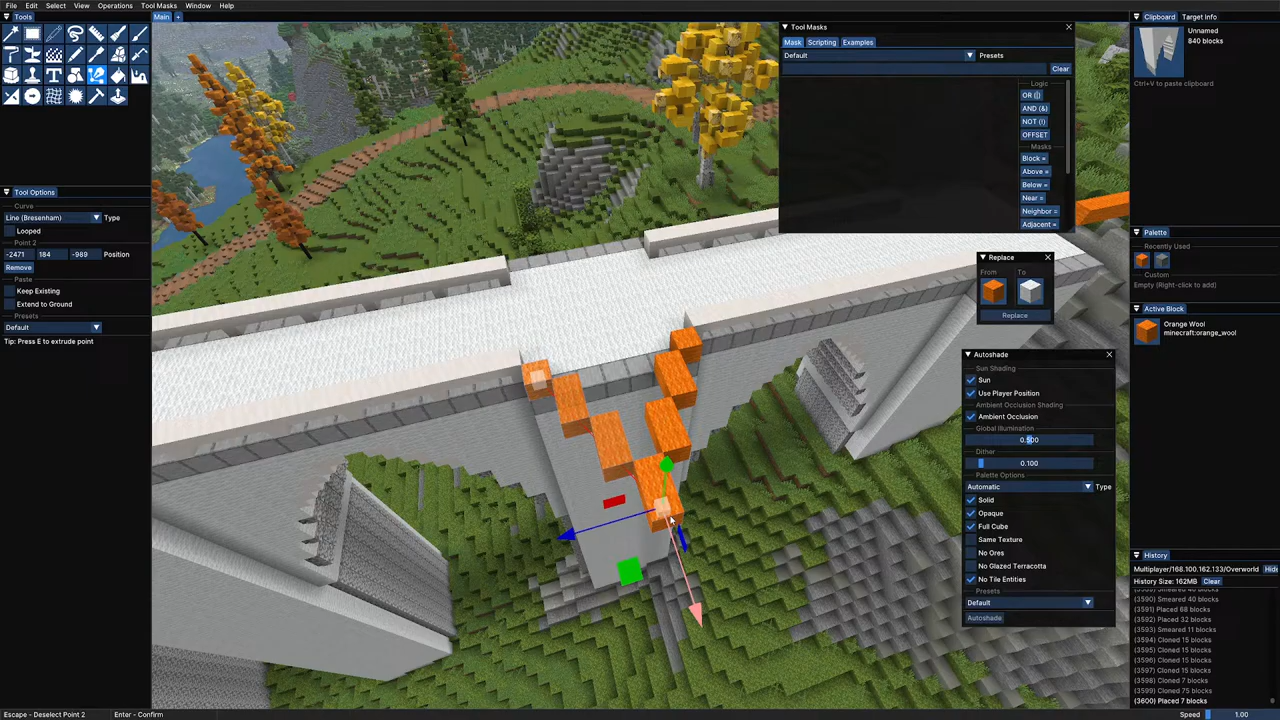 File Edit Select View Operations Tool Masks Window Help
Tools
Main +
Tool Options
Curve
Line (Bresenham) Type
Looped
Point 2
-2471 184 -989 Position
Remove
Paste
Keep Existing
Extend to Ground
Presets
Default
Tip: Press E to extrude point
Tool Masks
Mask Scripting Examples
Default Presets
Clear
Logic
OR (|)
AND (&)
NOT (!)
OFFSET
Masks
Block =
Above =
Below =
Near =
Neighbor =
Adjacent =
Replace
From To
Replace
Autoshade
Sun Shading
Sun
Use Player Position
Ambient Occlusion Shading
Ambient Occlusion
Global Illumination
0.500
Dither
0.100
Palette Options
Automatic Type
Solid
Opaque
Full Cube
Same Texture
No Ores
No Glazed Terracotta
No Tile Entities
Presets
Default
Autoshade
Clipboard Target Info
Unnamed
840 blocks
Ctrl+V to paste clipboard
Palette
Recently Used
Custom
Empty (Right-click to add)
Active Block
Orange Wool
minecraft:orange_wool
History
Multiplayer/168.100.162.133/Overworld Hide
History Size: 162MB Clear
(3590) Smeared 40 blocks
(3591) Placed 68 blocks
(3592) Placed 32 blocks
(3593) Smeared 11 blocks
(3594) Cloned 15 blocks
(3595) Cloned 15 blocks
(3596) Cloned 15 blocks
(3597) Cloned 15 blocks
(3598) Cloned 7 blocks
(3599) Cloned 75 blocks
(3600) Placed 7 blocks
Escape - Deselect Point 2 Enter - Confirm
Speed 1.00